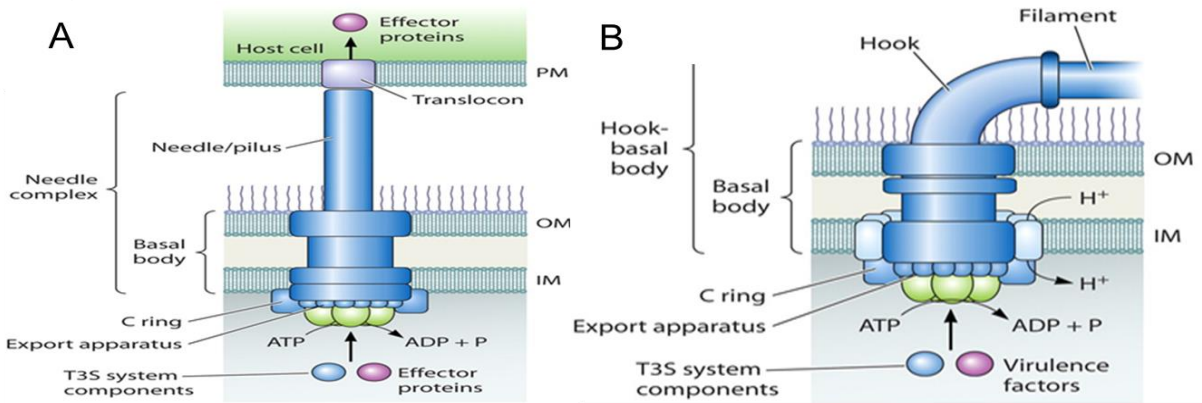 A
Effector
proteins
Host cell
PM
Translocon
Needle/pilus
Needle
complex
OM
Basal
body
IM
C ring
Export apparatus
ATP
ADP + P
T3S system
components
Effector
proteins
B
Filament
Hook
Hook-
basal
body
OM
Basal
body
H⁺
IM
H⁺
C ring
Export apparatus
ATP
ADP + P
T3S system
components
Virulence
factors